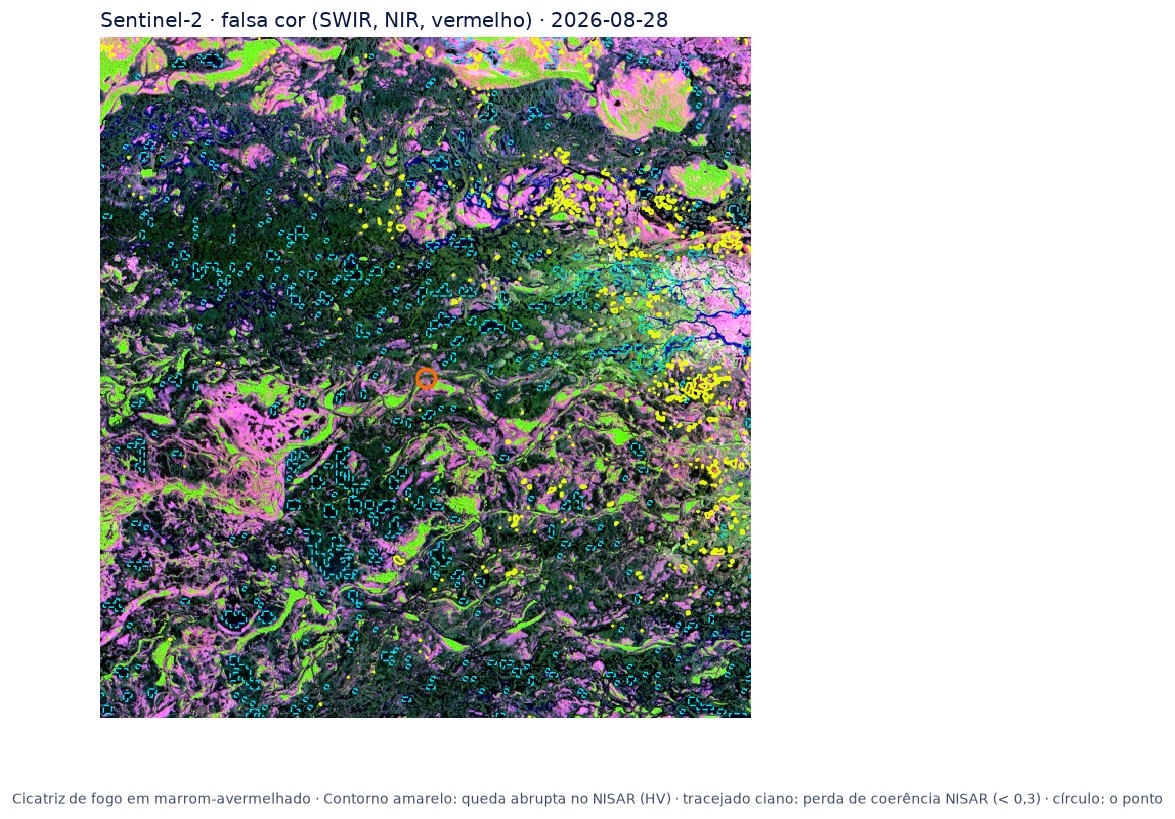 Sentinel-2 · falsa cor (SWIR, NIR, vermelho) · 2026-08-28
Cicatriz de fogo em marrom-avermelhado · Contorno amarelo: queda abrupta no NISAR (HV) · tracejado ciano: perda de coerência NISAR (< 0,3) · círculo: o ponto